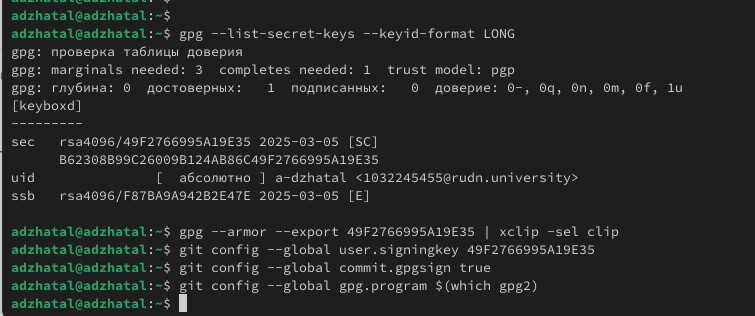 adzhatal@adzhatal:~$
adzhatal@adzhatal:~$
adzhatal@adzhatal:~$ gpg --list-secret-keys --keyid-format LONG
gpg: проверка таблицы доверия
gpg: marginals needed: 3  completes needed: 1  trust model: pgp
gpg: глубина: 0  достоверных:   1  подписанных:   0  доверие: 0-, 0q, 0n, 0m, 0f, 1u
[keyboxd]
---------
sec   rsa4096/49F2766995A19E35 2025-03-05 [SC]
      B62308B99C26009B124AB86C49F2766995A19E35
uid              [  абсолютно ] a-dzhatal <1032245455@rudn.university>
ssb   rsa4096/F87BA9A942B2E47E 2025-03-05 [E]

adzhatal@adzhatal:~$ gpg --armor --export 49F2766995A19E35 | xclip -sel clip
adzhatal@adzhatal:~$ git config --global user.signingkey 49F2766995A19E35
adzhatal@adzhatal:~$ git config --global commit.gpgsign true
adzhatal@adzhatal:~$ git config --global gpg.program $(which gpg2)
adzhatal@adzhatal:~$